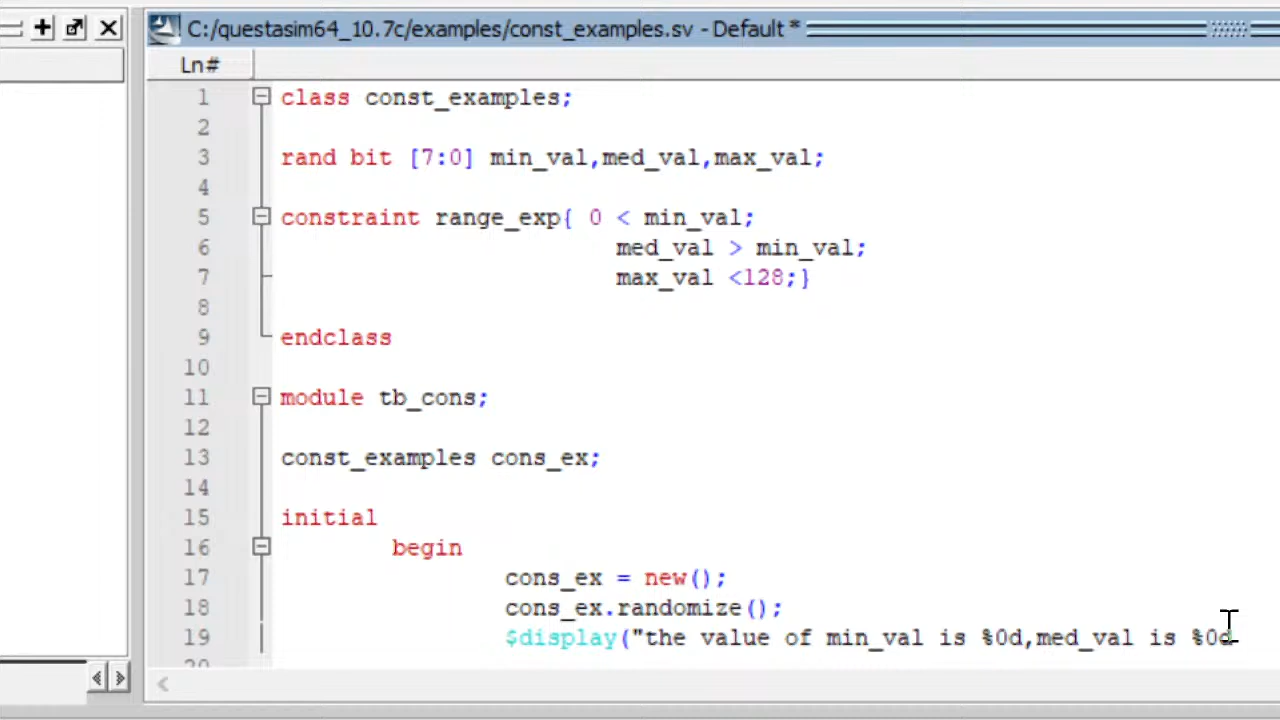 C:/questasim64_10.7c/examples/const_examples.sv - Default *
Ln#
1 class const_examples;
2
3 rand bit [7:0] min_val,med_val,max_val;
4
5 constraint range_exp{ 0 < min_val;
6 med_val > min_val;
7 max_val <128;}
8
9 endclass
10
11 module tb_cons;
12
13 const_examples cons_ex;
14
15 initial
16 begin
17 cons_ex = new();
18 cons_ex.randomize();
19 $display("the value of min_val is %0d,med_val is %0d
20